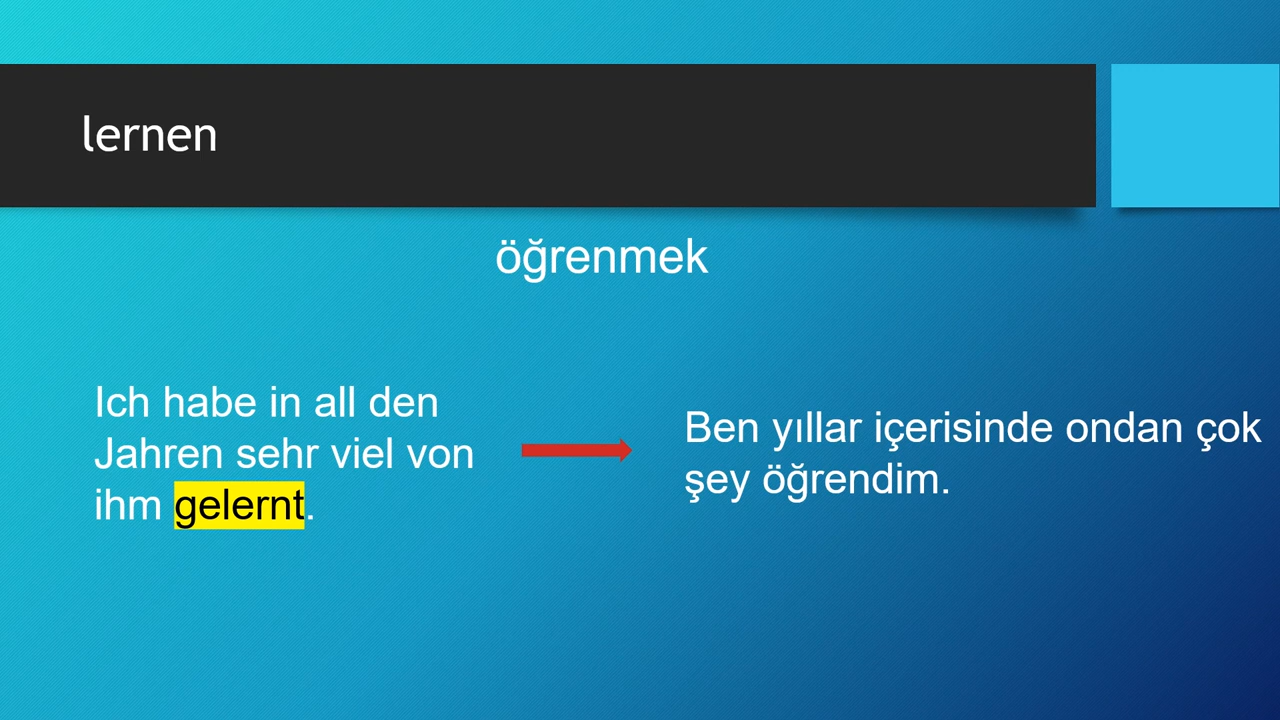 lernen
öğrenmek
Ich habe in all den
Jahren sehr viel von
ihm gelernt.
Ben yıllar içerisinde ondan çok
şey öğrendim.